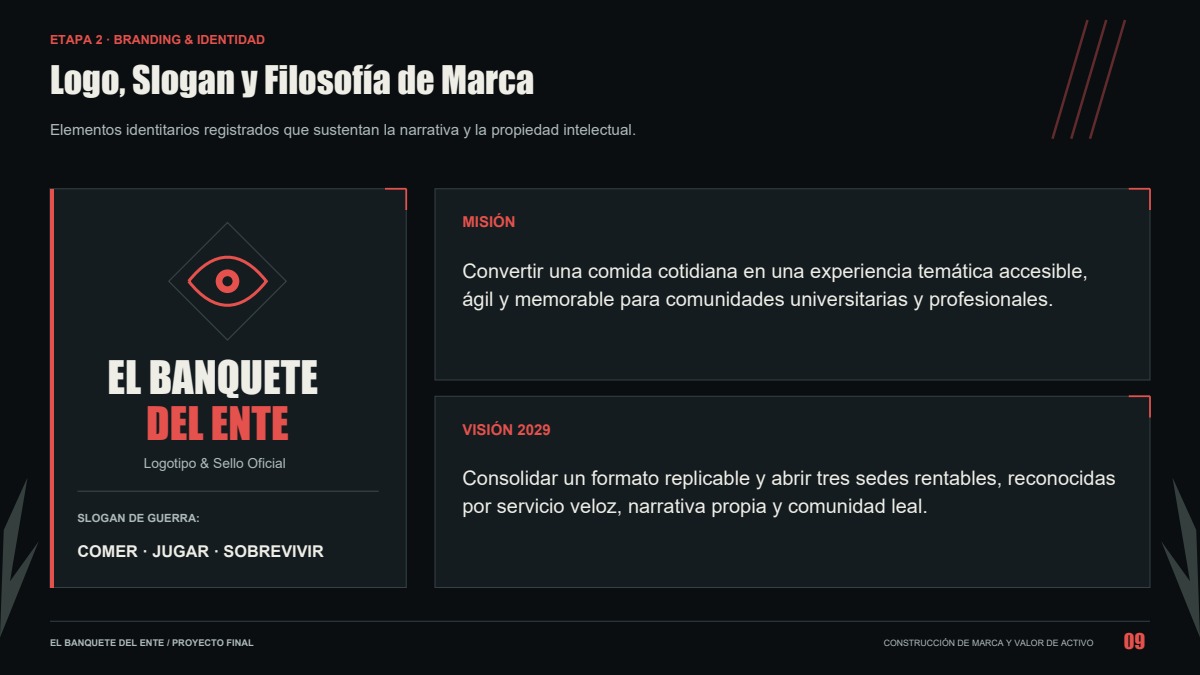 ETAPA 2 · BRANDING & IDENTIDAD
Logo, Slogan y Filosofía de Marca
Elementos identitarios registrados que sustentan la narrativa y la propiedad intelectual.
EL BANQUETE
DEL ENTE
Logotipo & Sello Oficial
SLOGAN DE GUERRA:
COMER · JUGAR · SOBREVIVIR
MISIÓN
Convertir una comida cotidiana en una experiencia temática accesible,
ágil y memorable para comunidades universitarias y profesionales.
VISIÓN 2029
Consolidar un formato replicable y abrir tres sedes rentables, reconocidas
por servicio veloz, narrativa propia y comunidad leal.
EL BANQUETE DEL ENTE / PROYECTO FINAL
CONSTRUCCIÓN DE MARCA Y VALOR DE ACTIVO
09